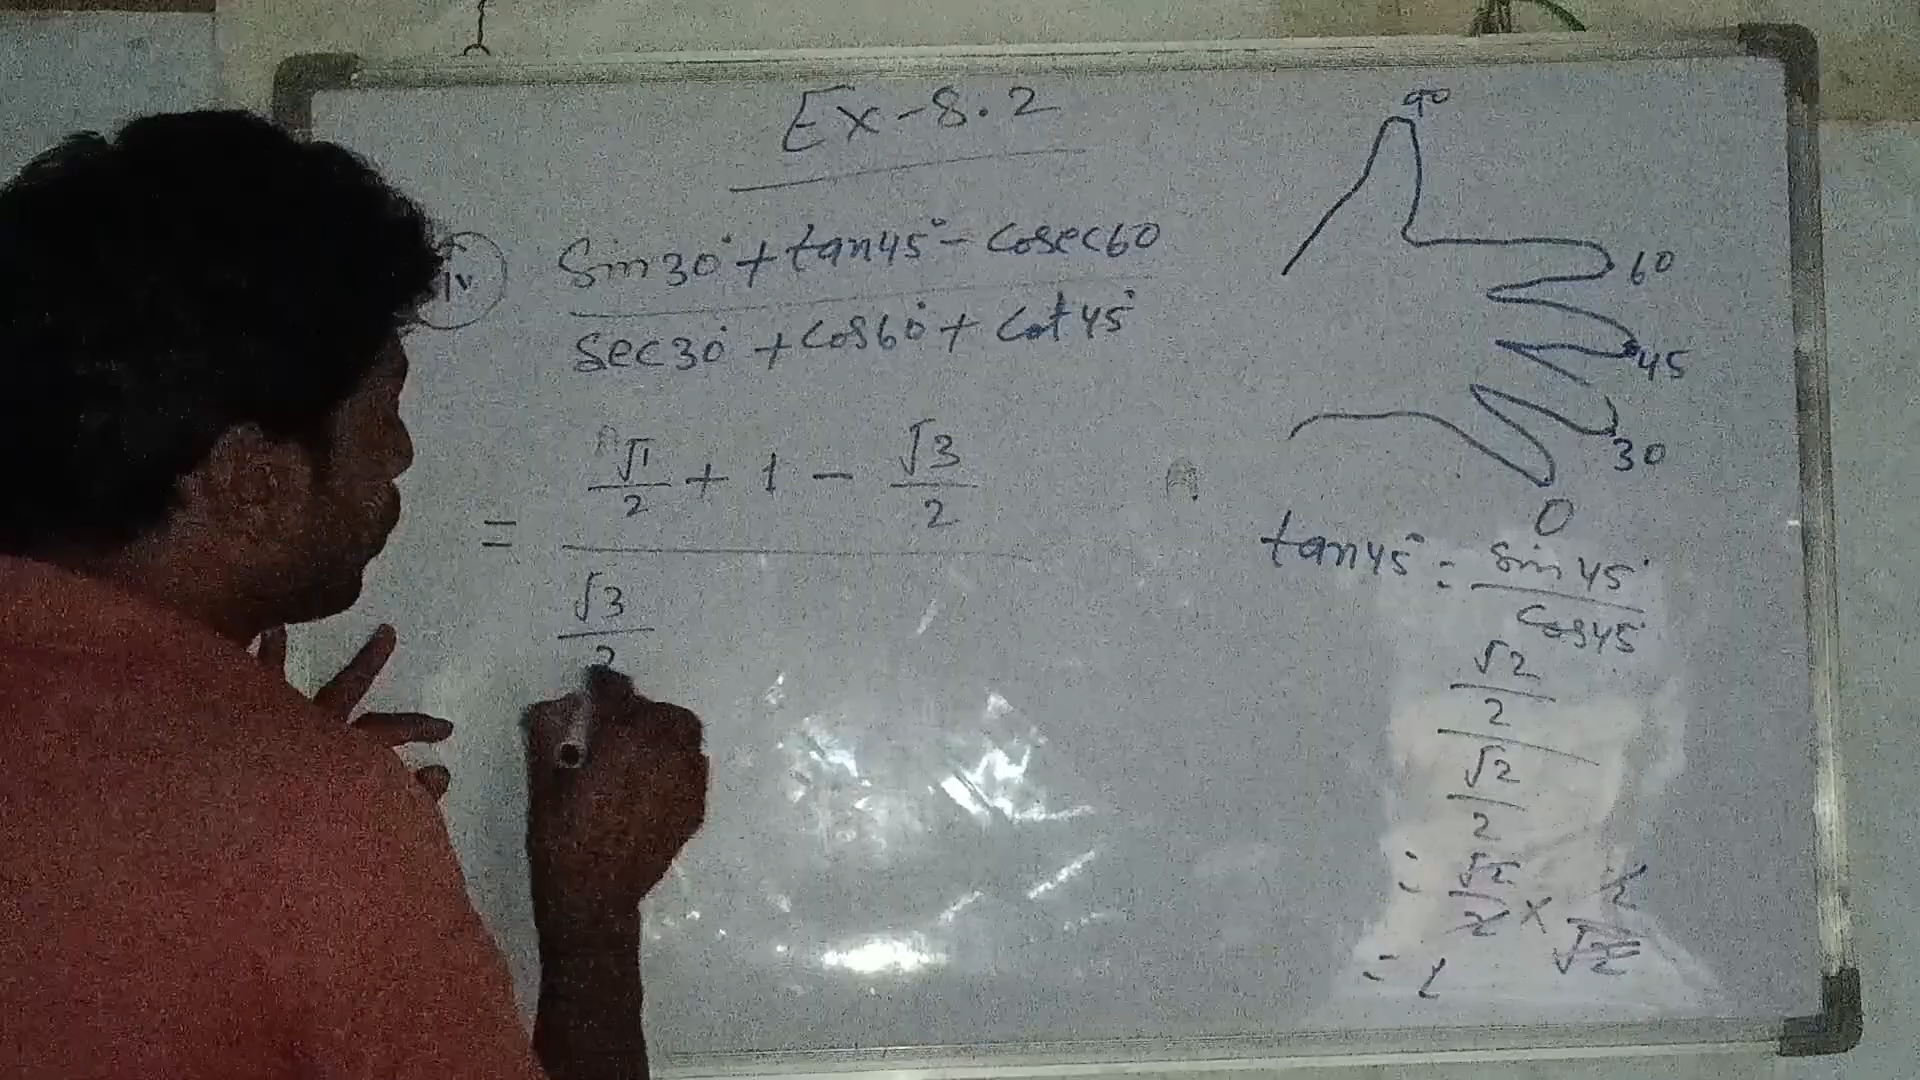 Ex-8.2
iv
sin30° + tan45° - cosec60
sec30° + cos60° + cot45°
= √1/2 + 1 - √3/2
√3/2
90
60
45
30
0
tan45° = sin45°/cos45°
√2/2
√2/2
= √2/2 × 2/√2
= 1